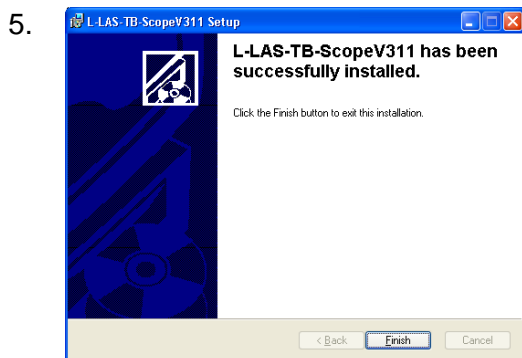 5.
L-LAS-TB-ScopeV311 Setup
L-LAS-TB-ScopeV311 has been
successfully installed.
Click the Finish button to exit this installation.
< Back Finish Cancel